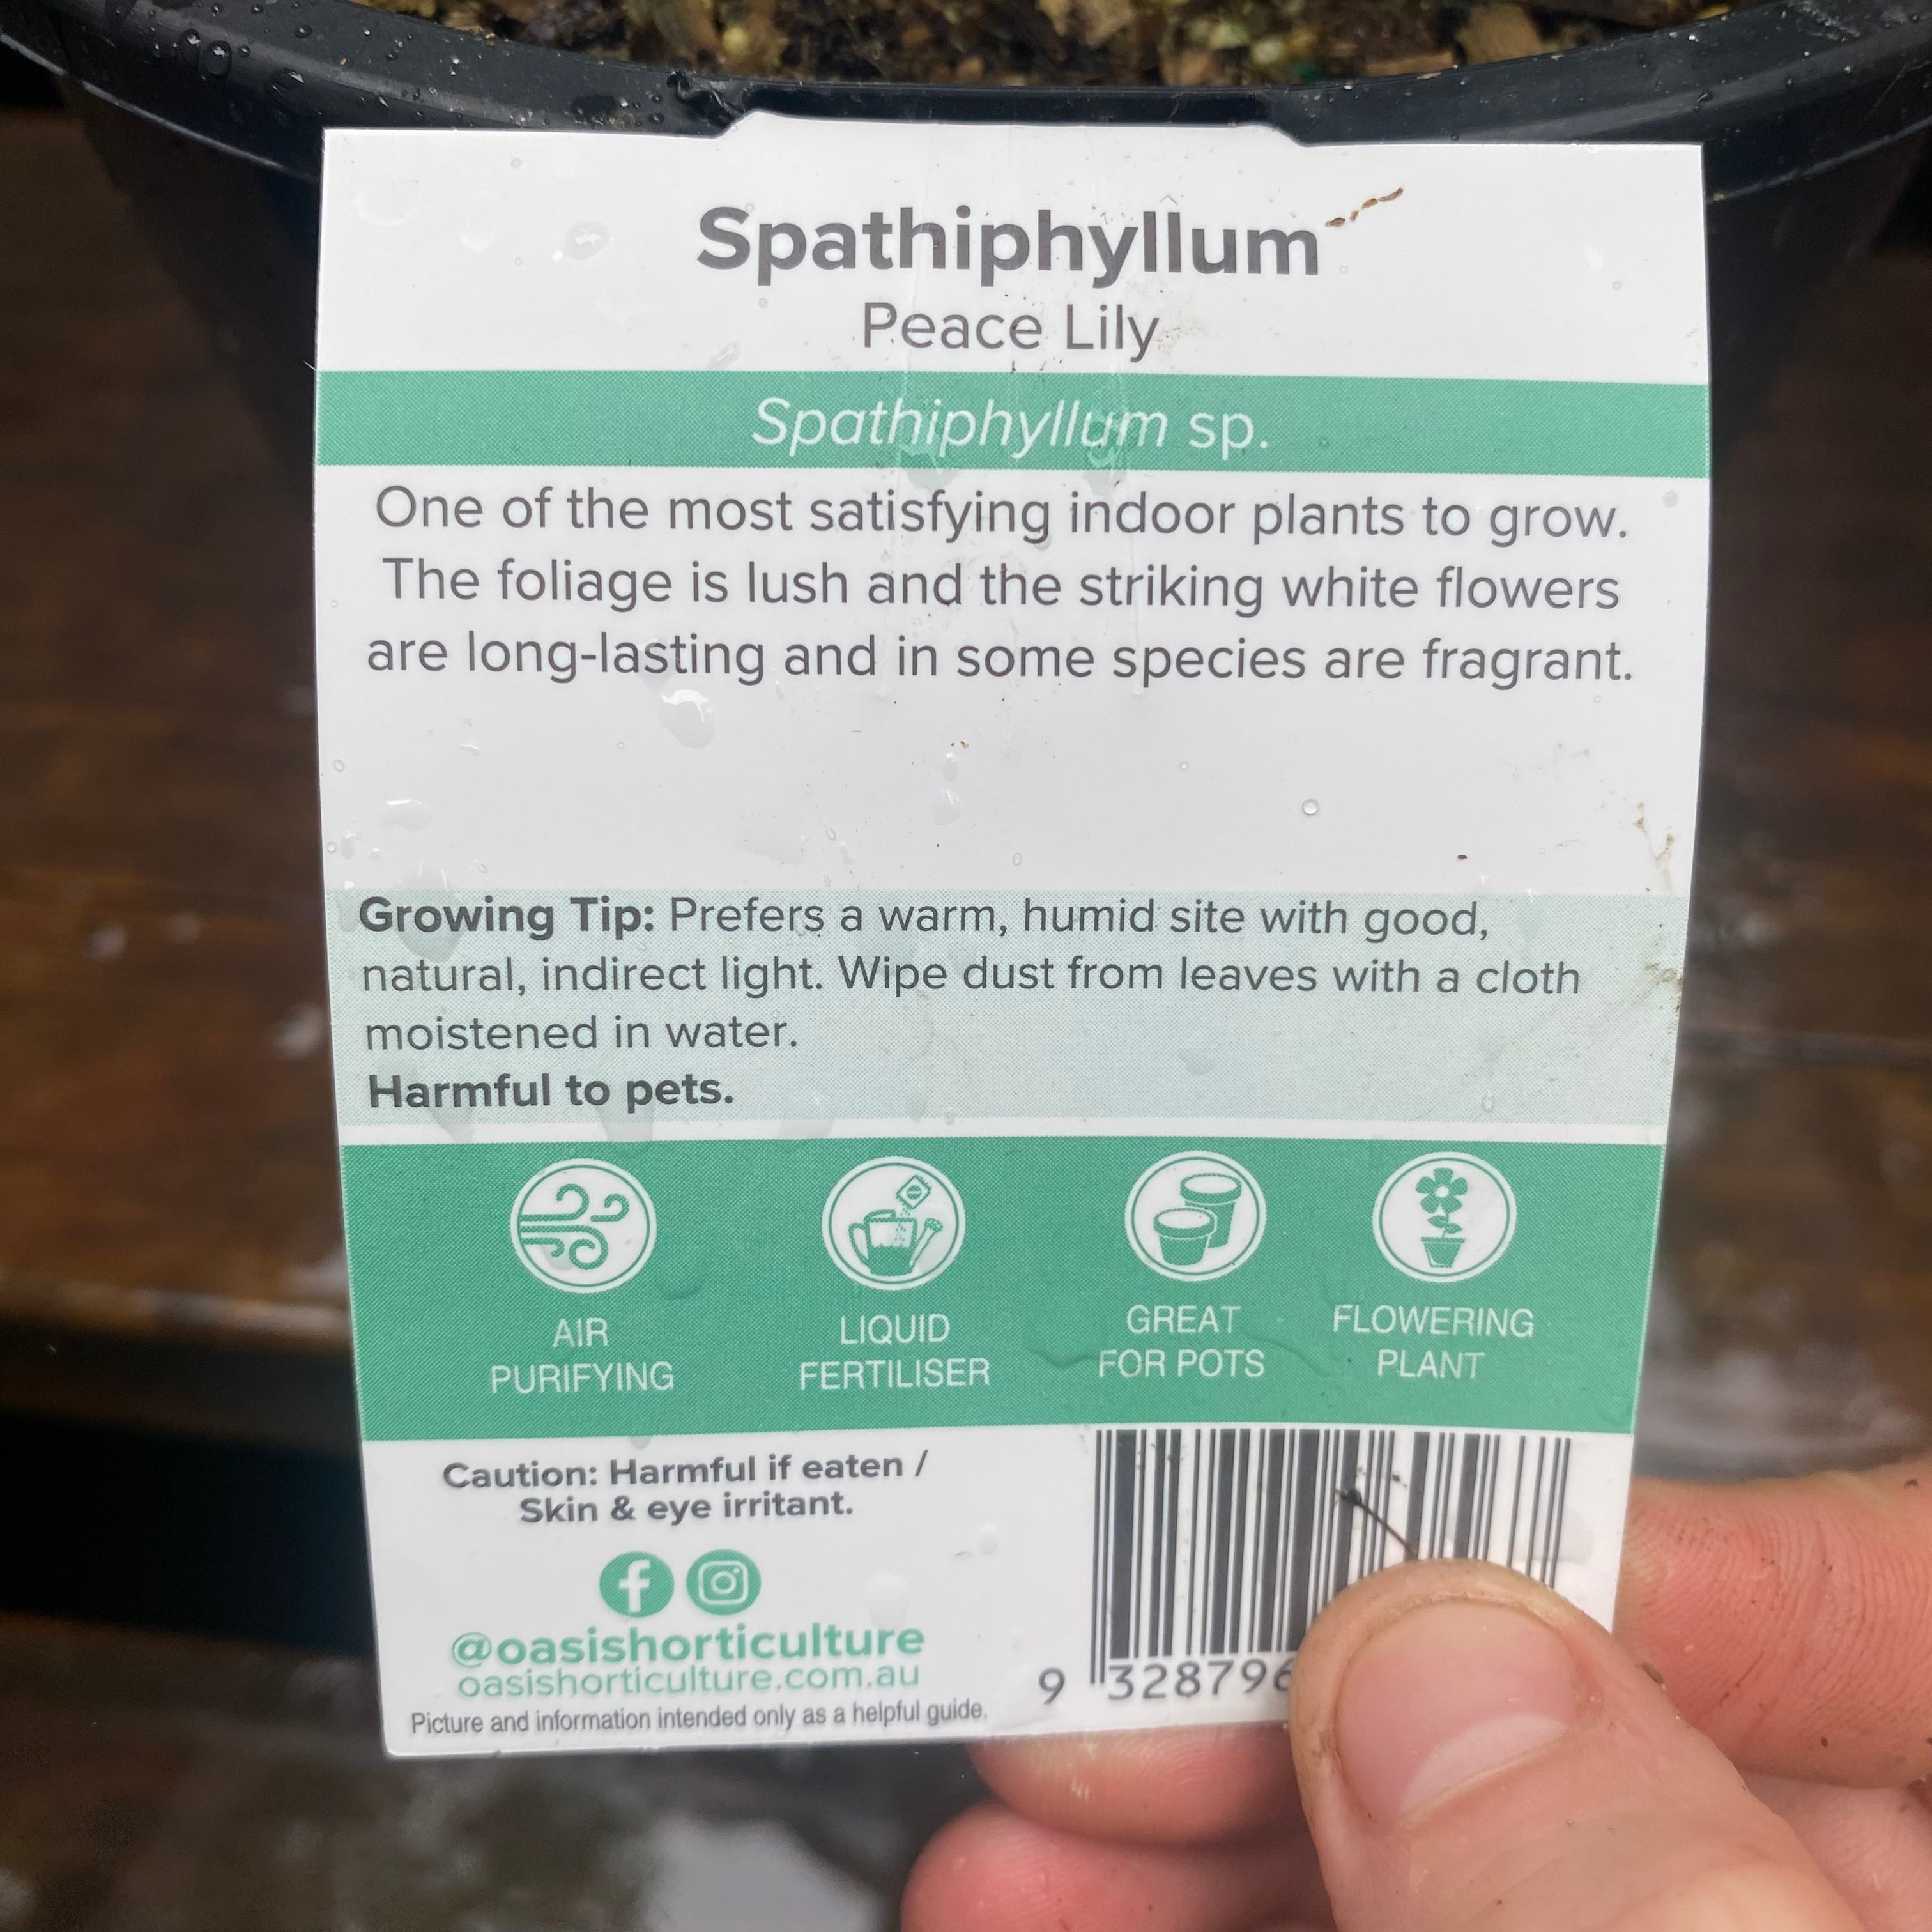 Spathiphyllum
Peace Lily
Spathiphyllum sp.
One of the most satisfying indoor plants to grow.
The foliage is lush and the striking white flowers
are long-lasting and in some species are fragrant.
Growing Tip: Prefers a warm, humid site with good,
natural, indirect light. Wipe dust from leaves with a cloth
moistened in water.
Harmful to pets.
AIR
PURIFYING
LIQUID
FERTILISER
GREAT
FOR POTS
FLOWERING
PLANT
Caution: Harmful if eaten /
Skin & eye irritant.
@oasishorticulture
oasishorticulture.com.au
Picture and information intended only as a helpful guide.
9 328796